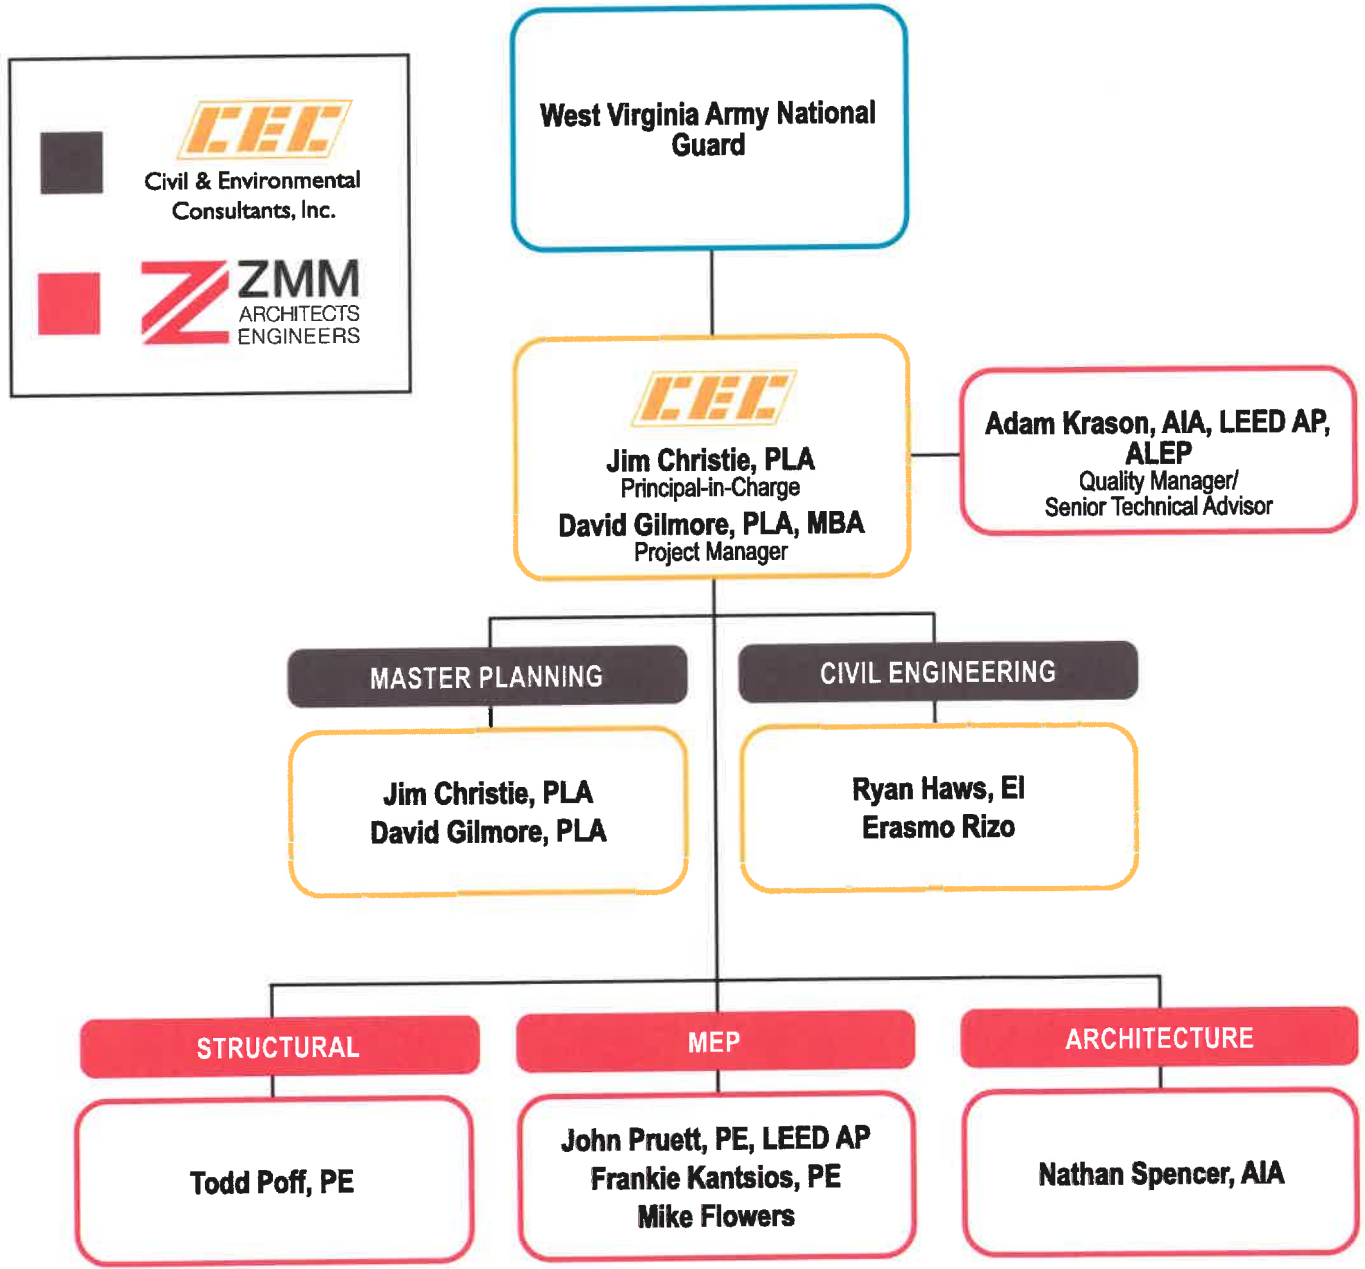 CEC
Civil & Environmental
Consultants, Inc.
ZMM
ARCHITECTS
ENGINEERS
West Virginia Army National
Guard
CEC
Jim Christie, PLA
Principal-in-Charge
David Gilmore, PLA, MBA
Project Manager
Adam Krason, AIA, LEED AP,
ALEP
Quality Manager/
Senior Technical Advisor
MASTER PLANNING
Jim Christie, PLA
David Gilmore, PLA
CIVIL ENGINEERING
Ryan Haws, EI
Erasmo Rizo
STRUCTURAL
Todd Poff, PE
MEP
John Pruett, PE, LEED AP
Frankie Kantsios, PE
Mike Flowers
ARCHITECTURE
Nathan Spencer, AIA